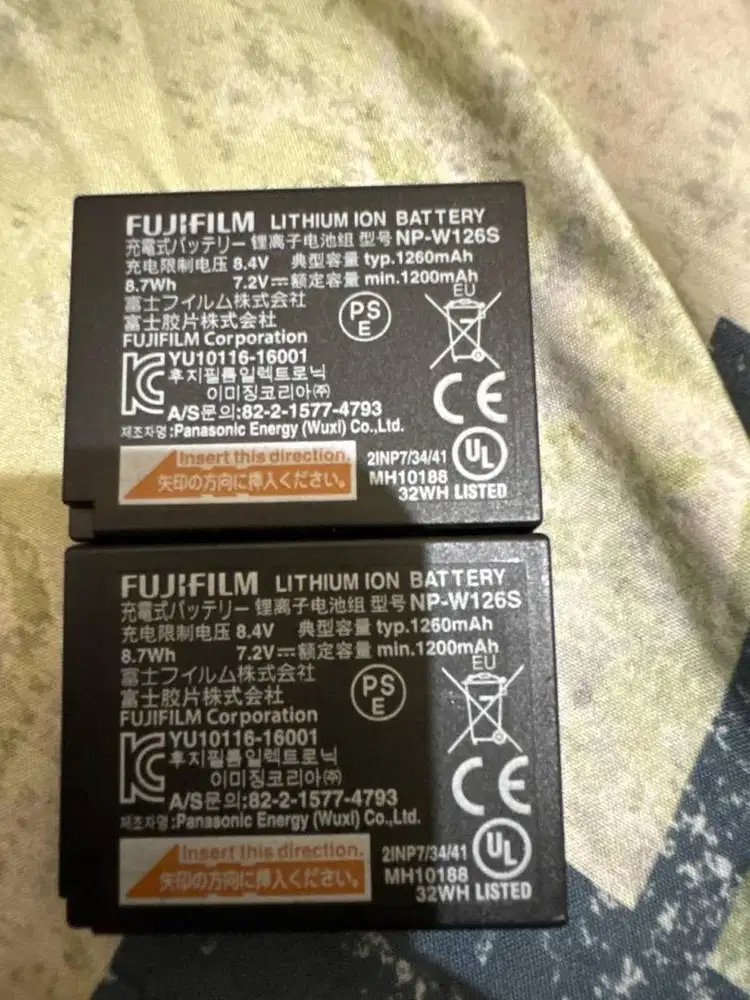 FUJIFILM LITHIUM ION BATTERY
充電式バッテリー 锂离子电池组 型号 NP-W126S
充电限制电压 8.4V 典型容量 typ.1260mAh
8.7Wh 7.2V⎓額定容量 min.1200mAh
富士フイルム株式会社
富士胶片株式会社
FUJIFILM Corporation
PS
E
EU
YU10116-16001
후지필름일렉트로닉
이미징코리아㈜
A/S문의:82-2-1577-4793
제조자명:Panasonic Energy (Wuxi) Co.,Ltd.
CE
Insert this direction.
矢印の方向に挿入ください。
2INP7/34/41
MH10188
UL
32WH LISTED
FUJIFILM LITHIUM ION BATTERY
充電式バッテリー 锂离子电池组 型号 NP-W126S
充电限制电压 8.4V 典型容量 typ.1260mAh
8.7Wh 7.2V⎓額定容量 min.1200mAh
富士フイルム株式会社
富士胶片株式会社
FUJIFILM Corporation
PS
E
EU
YU10116-16001
후지필름일렉트로닉
이미징코리아㈜
A/S문의:82-2-1577-4793
제조자명:Panasonic Energy (Wuxi) Co.,Ltd.
CE
Insert this direction.
矢印の方向に挿入ください。
2INP7/34/41
MH10188
UL
32WH LISTED